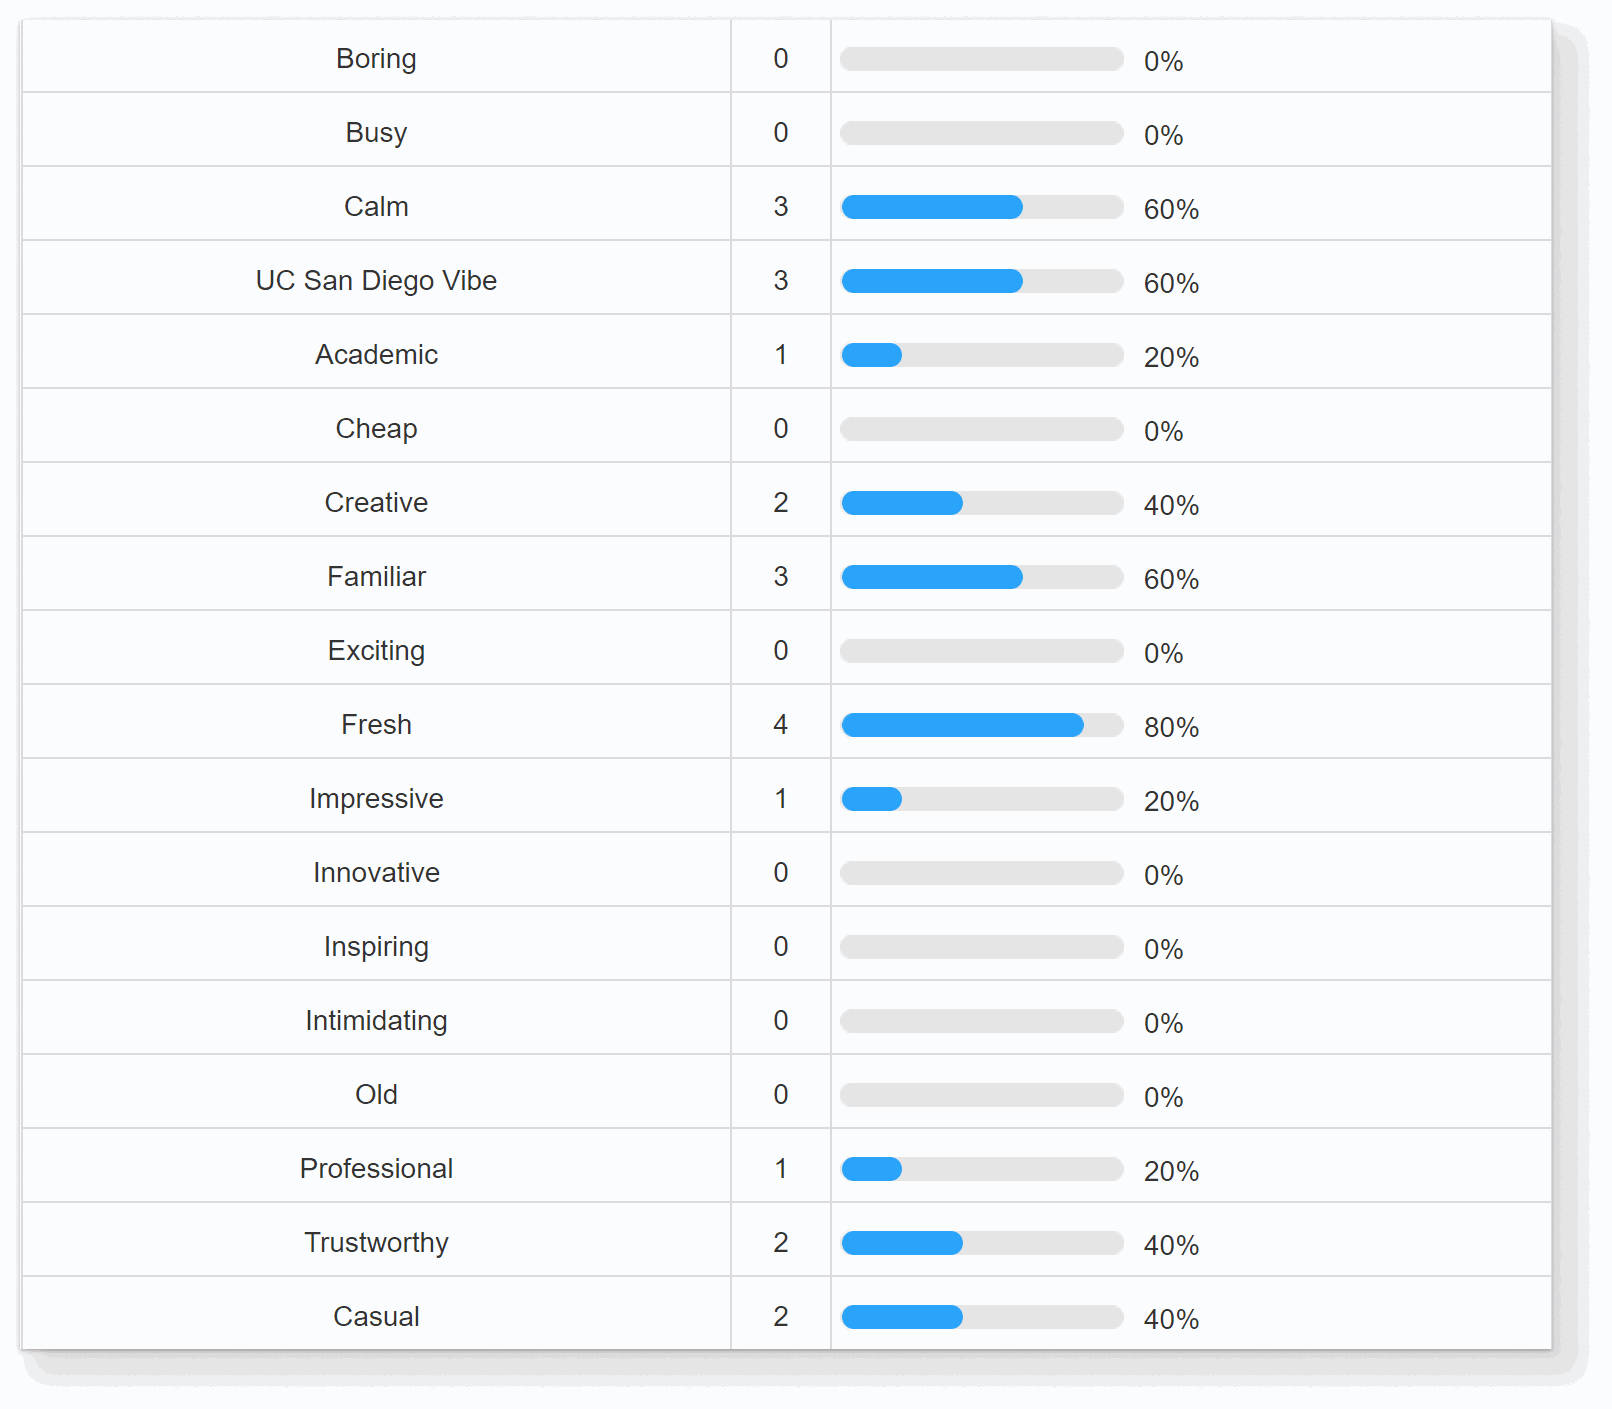 Boring 0 0%
Busy 0 0%
Calm 3 60%
UC San Diego Vibe 3 60%
Academic 1 20%
Cheap 0 0%
Creative 2 40%
Familiar 3 60%
Exciting 0 0%
Fresh 4 80%
Impressive 1 20%
Innovative 0 0%
Inspiring 0 0%
Intimidating 0 0%
Old 0 0%
Professional 1 20%
Trustworthy 2 40%
Casual 2 40%